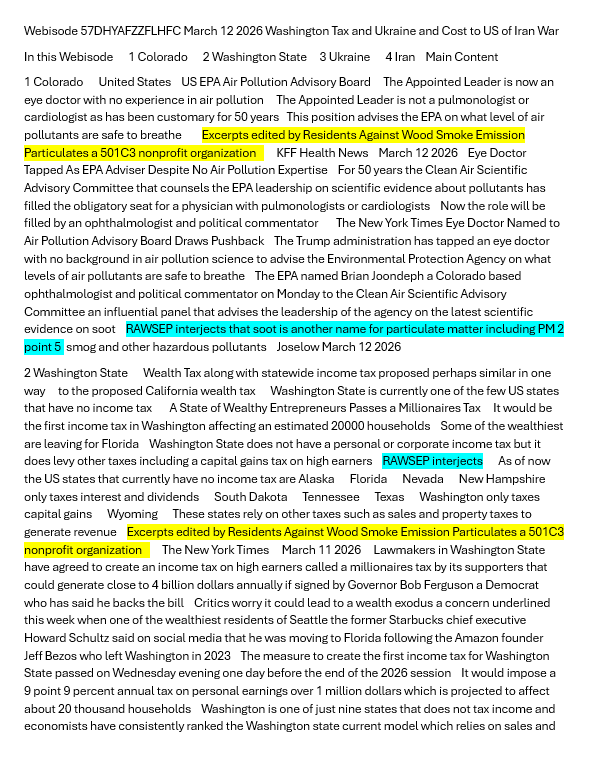 Webisode 57DHYAFZZFLHFC March 12 2026 Washington Tax and Ukraine and Cost to US of Iran War
In this Webisode 1 Colorado 2 Washington State 3 Ukraine 4 Iran Main Content
1 Colorado United States US EPA Air Pollution Advisory Board The Appointed Leader is now an
eye doctor with no experience in air pollution The Appointed Leader is not a pulmonologist or
cardiologist as has been customary for 50 years This position advises the EPA on what level of air
pollutants are safe to breathe Excerpts edited by Residents Against Wood Smoke Emission
Particulates a 501C3 nonprofit organization KFF Health News March 12 2026 Eye Doctor
Tapped As EPA Adviser Despite No Air Pollution Expertise For 50 years the Clean Air Scientific
Advisory Committee that counsels the EPA leadership on scientific evidence about pollutants has
filled the obligatory seat for a physician with pulmonologists or cardiologists Now the role will be
filled by an ophthalmologist and political commentator The New York Times Eye Doctor Named to
Air Pollution Advisory Board Draws Pushback The Trump administration has tapped an eye doctor
with no background in air pollution science to advise the Environmental Protection Agency on what
levels of air pollutants are safe to breathe The EPA named Brian Joondeph a Colorado based
ophthalmologist and political commentator on Monday to the Clean Air Scientific Advisory
Committee an influential panel that advises the leadership of the agency on the latest scientific
evidence on soot RAWSEP interjects that soot is another name for particulate matter including PM 2
point 5 smog and other hazardous pollutants Joselow March 12 2026
2 Washington State Wealth Tax along with statewide income tax proposed perhaps similar in one
way to the proposed California wealth tax Washington State is currently one of the few US states
that have no income tax A State of Wealthy Entrepreneurs Passes a Millionaires Tax It would be
the first income tax in Washington affecting an estimated 20000 households Some of the wealthiest
are leaving for Florida Washington State does not have a personal or corporate income tax but it
does levy other taxes including a capital gains tax on high earners RAWSEP interjects As of now
the US states that currently have no income tax are Alaska Florida Nevada New Hampshire
only taxes interest and dividends South Dakota Tennessee Texas Washington only taxes
capital gains Wyoming These states rely on other taxes such as sales and property taxes to
generate revenue Excerpts edited by Residents Against Wood Smoke Emission Particulates a 501C3
nonprofit organization The New York Times March 11 2026 Lawmakers in Washington State
have agreed to create an income tax on high earners called a millionaires tax by its supporters that
could generate close to 4 billion dollars annually if signed by Governor Bob Ferguson a Democrat
who has said he backs the bill Critics worry it could lead to a wealth exodus a concern underlined
this week when one of the wealthiest residents of Seattle the former Starbucks chief executive
Howard Schultz said on social media that he was moving to Florida following the Amazon founder
Jeff Bezos who left Washington in 2023 The measure to create the first income tax for Washington
State passed on Wednesday evening one day before the end of the 2026 session It would impose a
9 point 9 percent annual tax on personal earnings over 1 million dollars which is projected to affect
about 20 thousand households Washington is one of just nine states that does not tax income and
economists have consistently ranked the Washington state current model which relies on sales and